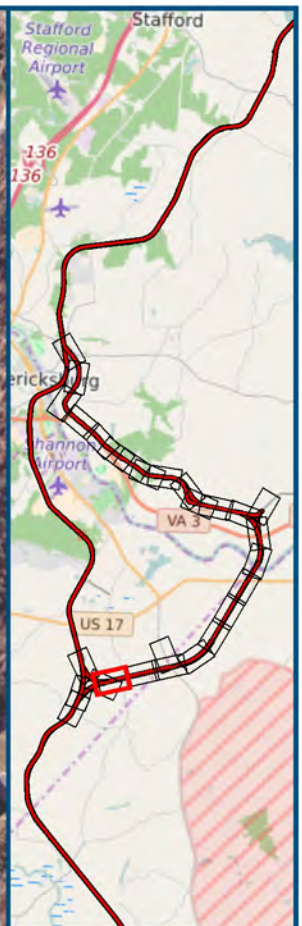 Stafford
Stafford
Regional
Airport
136
136
ericksburg
Shannon
Airport
VA 3
US 17